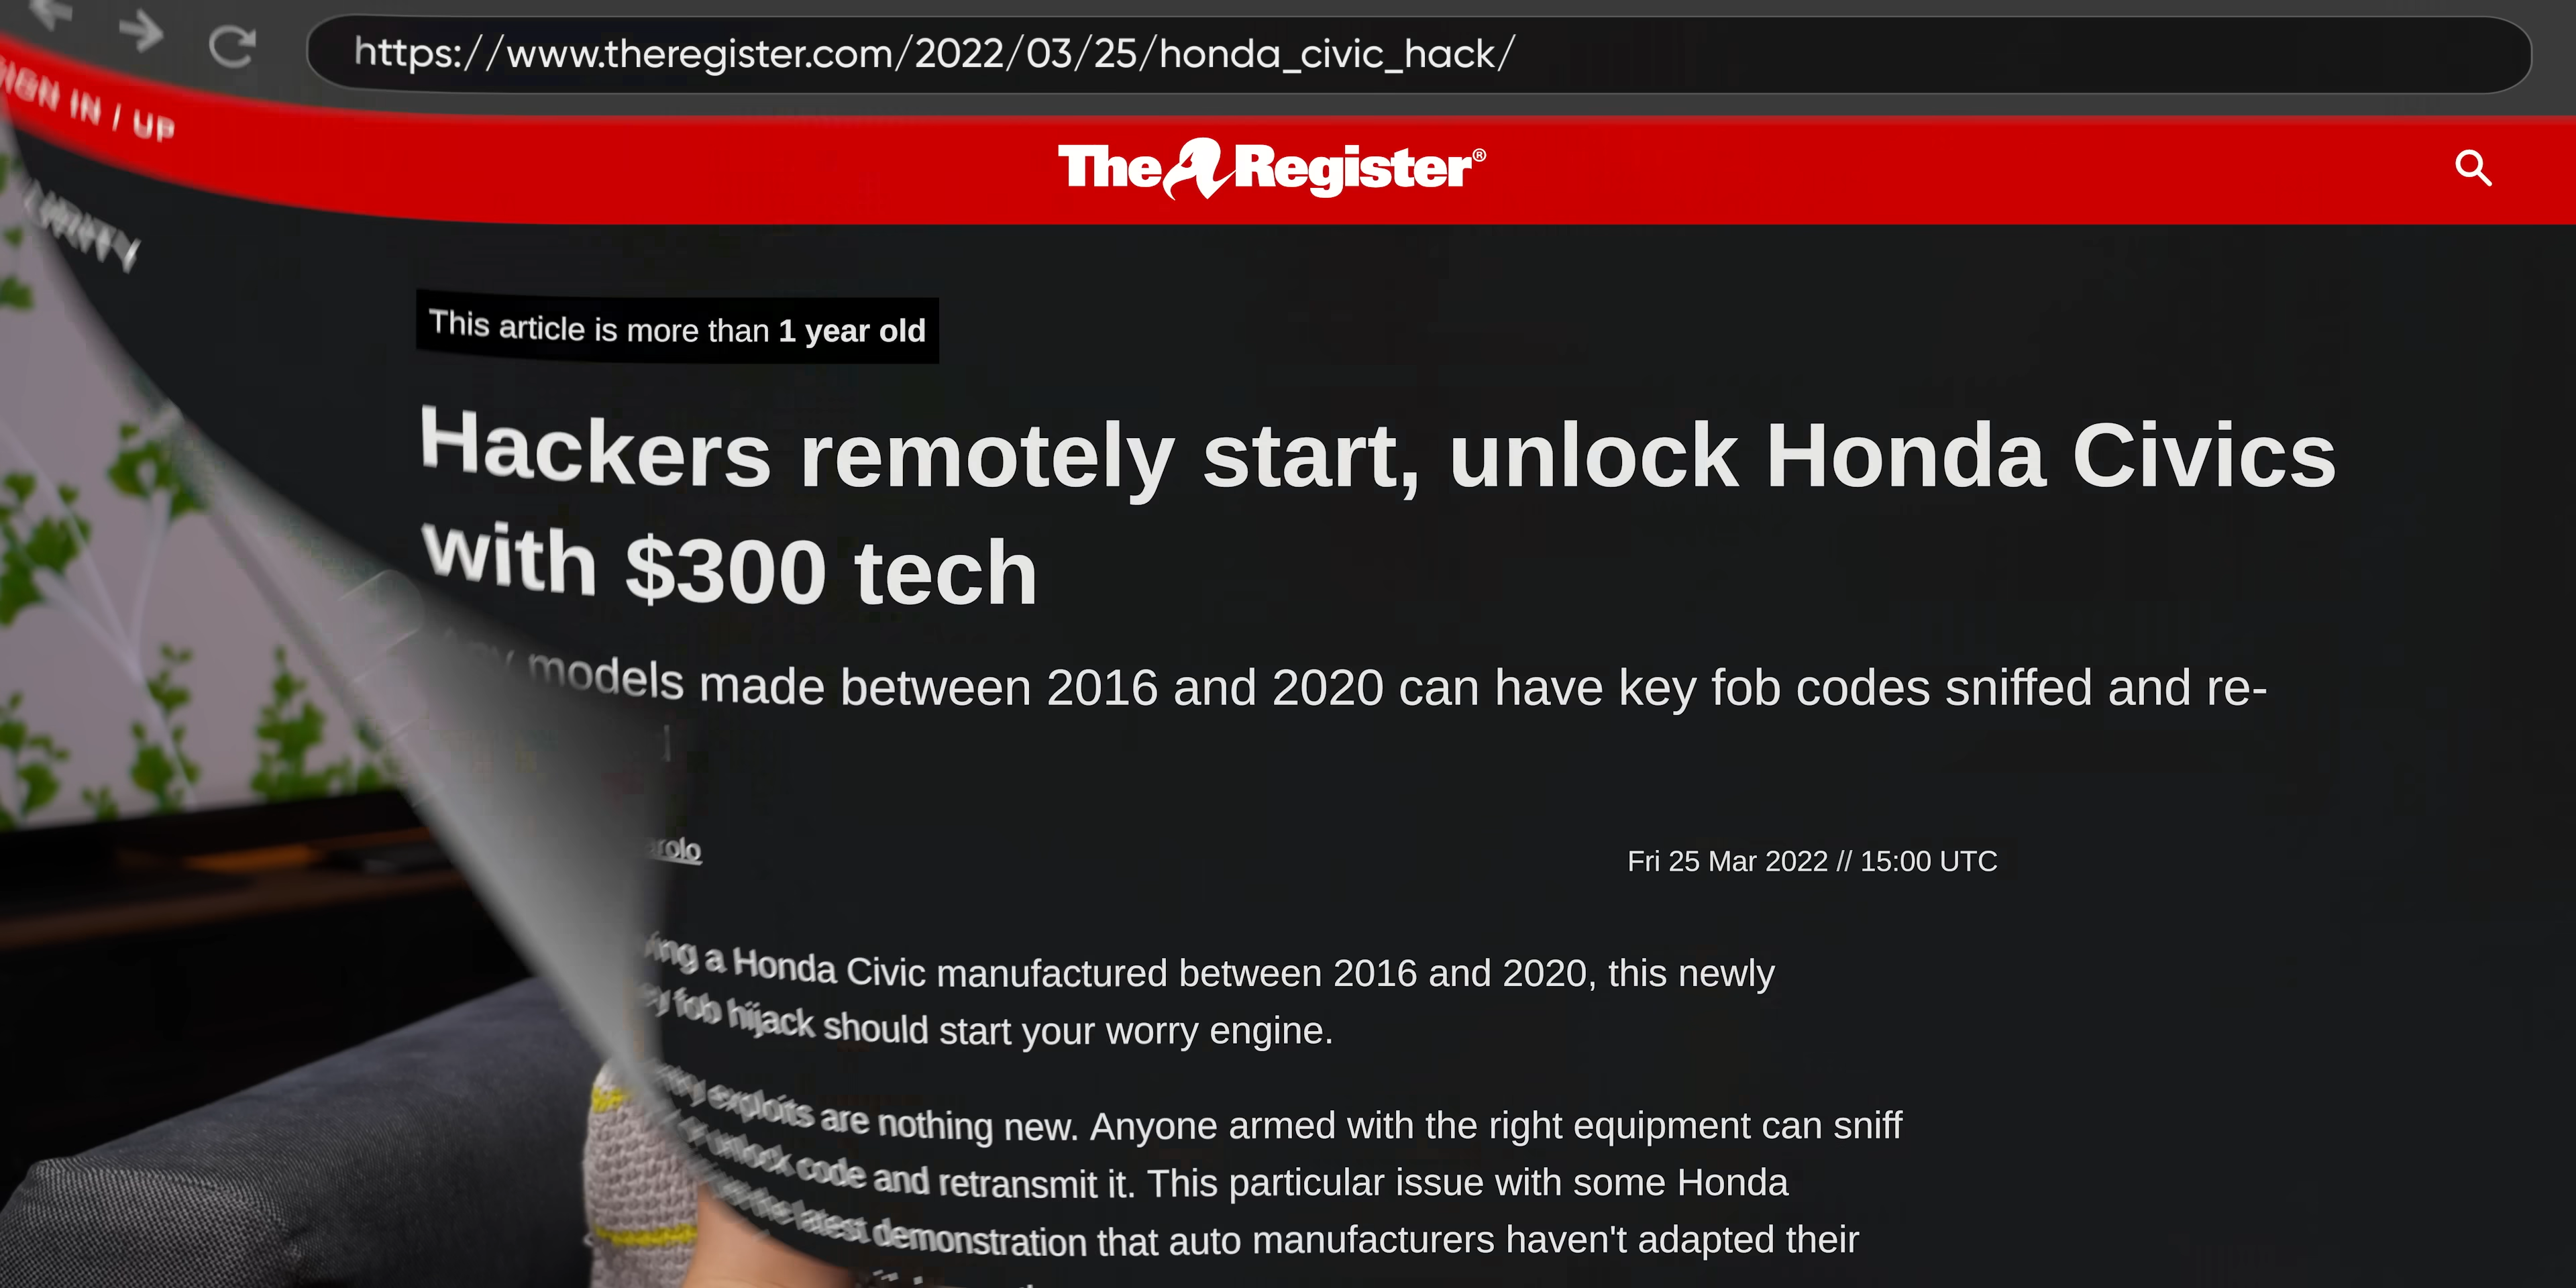 https://www.theregister.com/2022/03/25/honda_civic_hack/
SIGN IN / UP
The Register®
This article is more than 1 year old
Hackers remotely start, unlock Honda Civics
with $300 tech
models made between 2016 and 2020 can have key fob codes sniffed and re-
Fri 25 Mar 2022 // 15:00 UTC
a Honda Civic manufactured between 2016 and 2020, this newly
fob hijack should start your worry engine.
exploits are nothing new. Anyone armed with the right equipment can sniff
unlock code and retransmit it. This particular issue with some Honda
the latest demonstration that auto manufacturers haven't adapted their